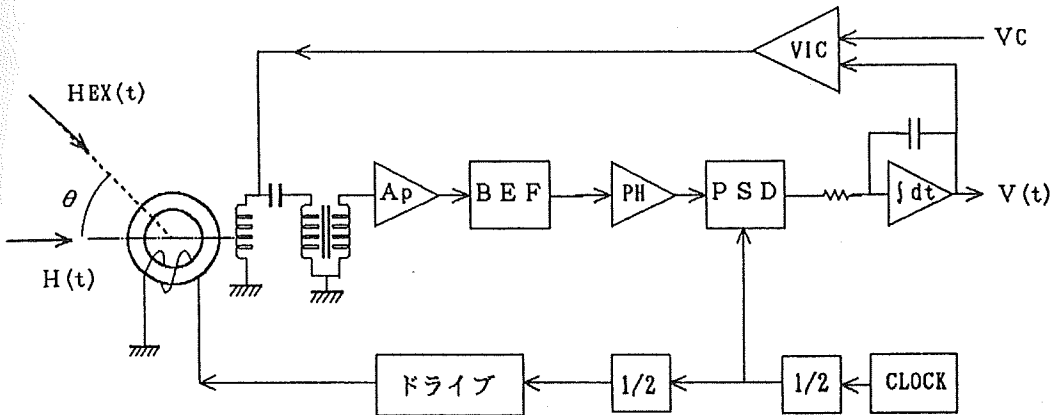 VIC
VC
HEX(t)
θ
H(t)
Ap
BEF
PH
PSD
∫dt
V(t)
ドライブ
1/2
1/2
CLOCK